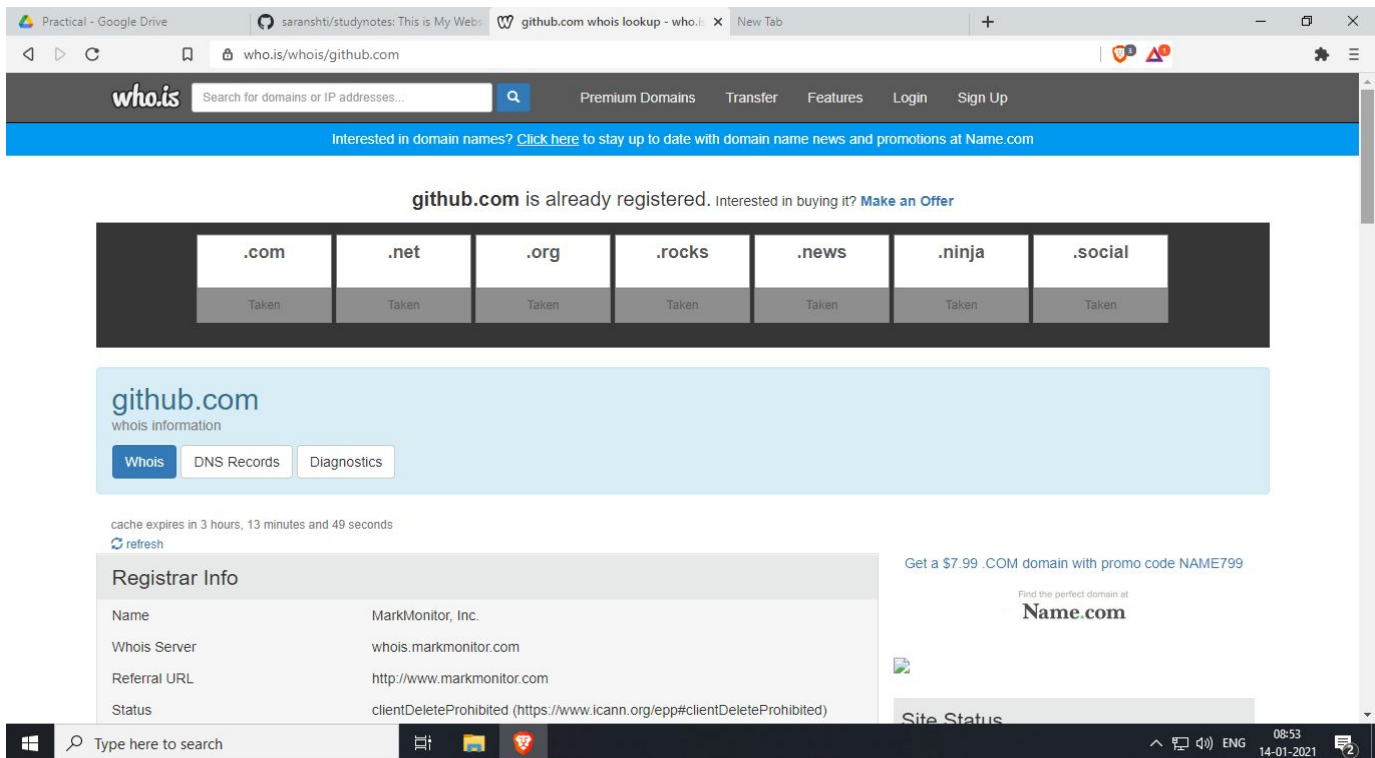 Practical - Google Drive saranshti/studynotes: This is My Webs github.com whois lookup - who.is New Tab
who.is/whois/github.com
who.is Search for domains or IP addresses... Premium Domains Transfer Features Login Sign Up
Interested in domain names? Click here to stay up to date with domain name news and promotions at Name.com
github.com is already registered. Interested in buying it? Make an Offer
.com .net .org .rocks .news .ninja .social
Taken Taken Taken Taken Taken Taken Taken
github.com
whois information
Whois DNS Records Diagnostics
cache expires in 3 hours, 13 minutes and 49 seconds
refresh
Registrar Info
Name MarkMonitor, Inc.
Whois Server whois.markmonitor.com
Referral URL http://www.markmonitor.com
Status clientDeleteProhibited (https://www.icann.org/epp#clientDeleteProhibited)
Get a $7.99 .COM domain with promo code NAME799
Find the perfect domain at
Name.com
Site Status
Type here to search
ENG
08:53
14-01-2021
2